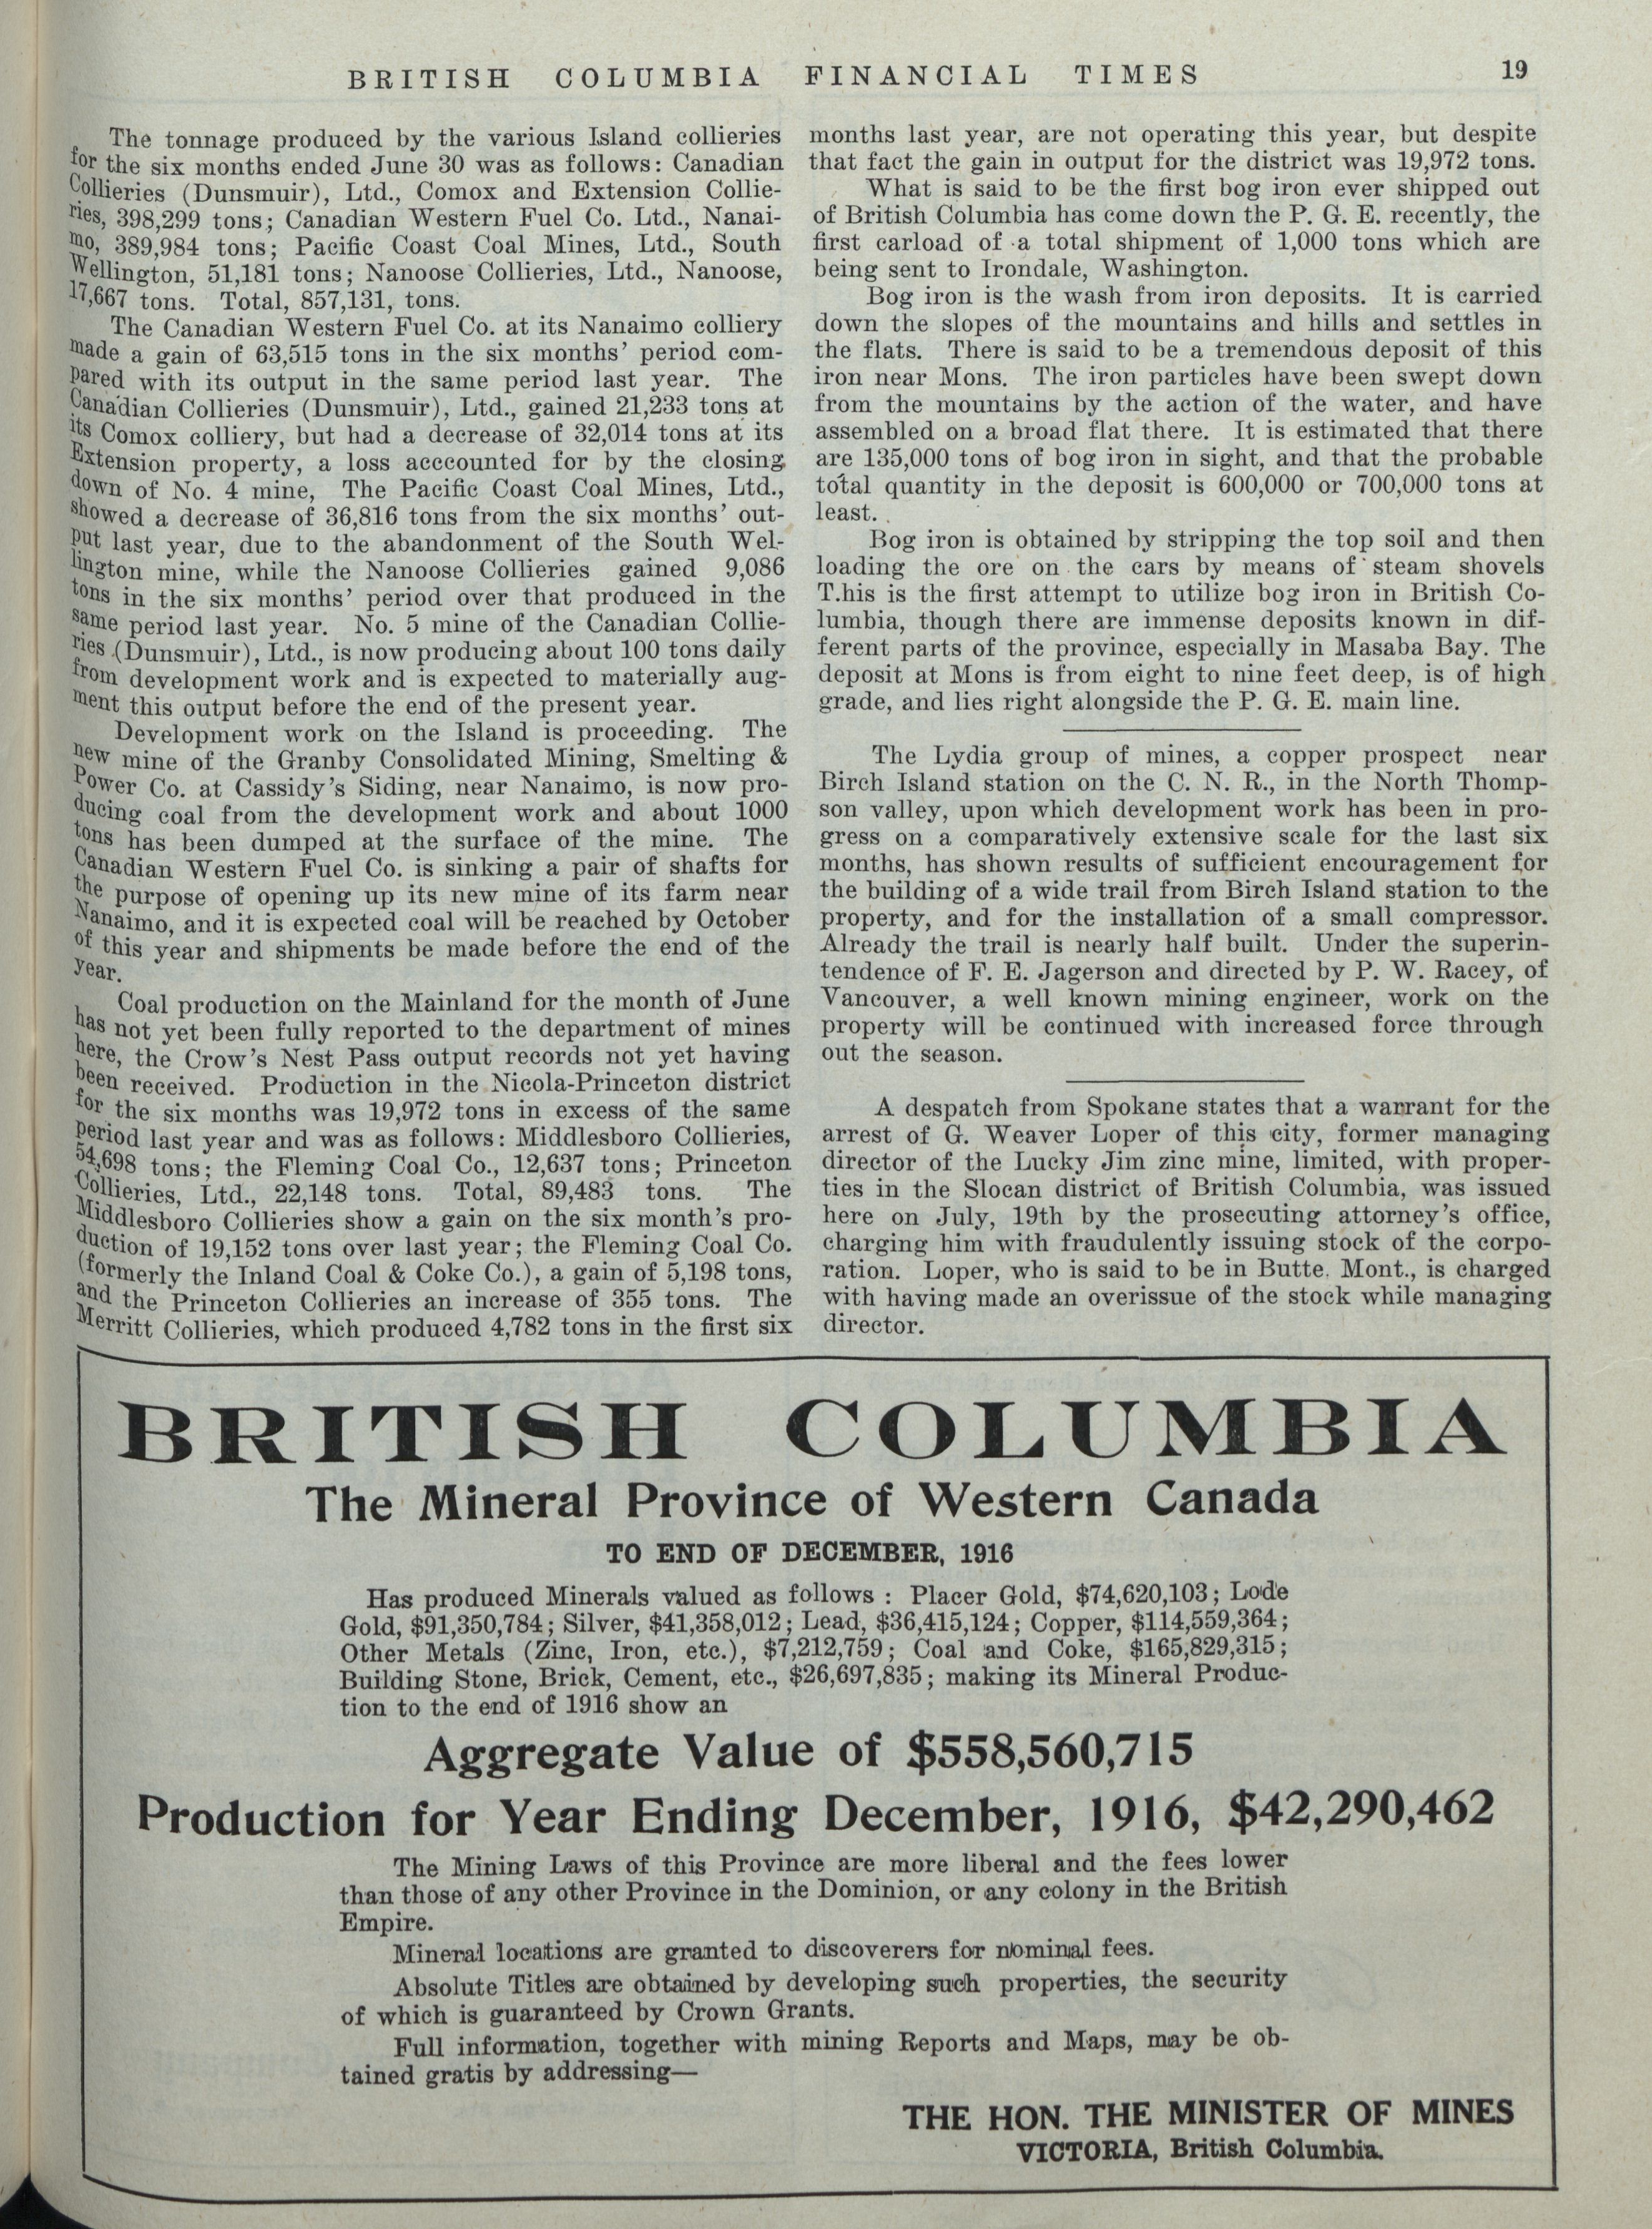 BRITISH COLUMBIA FINANCIAL TIMES 19
The tonnage produced by the various Island collieries
for the six months ended June 30 was as follows: Canadian
Collieries (Dunsmuir), Ltd., Comox and Extension Collie-
ries, 398,299 tons; Canadian Western Fuel Co. Ltd., Nanai-
mo, 389,984 tons; Pacific Coast Coal Mines, Ltd., South
Wellington, 51,181 tons; Nanoose Collieries, Ltd., Nanoose,
17,667 tons. Total, 857,131, tons.
The Canadian Western Fuel Co. at its Nanaimo colliery
made a gain of 63,515 tons in the six months' period com-
pared with its output in the same period last year. The
Canadian Collieries (Dunsmuir), Ltd., gained 21,233 tons at
its Comox colliery, but had a decrease of 32,014 tons at its
Extension property, a loss acccounted for by the closing
down of No. 4 mine, The Pacific Coast Coal Mines, Ltd.,
showed a decrease of 36,816 tons from the six months' out-
put last year, due to the abandonment of the South Wel-
lington mine, while the Nanoose Collieries gained 9,086
tons in the six months' period over that produced in the
same period last year. No. 5 mine of the Canadian Collie-
ries (Dunsmuir), Ltd., is now producing about 100 tons daily
from development work and is expected to materially aug-
ment this output before the end of the present year.
Development work on the Island is proceeding. The
new mine of the Granby Consolidated Mining, Smelting &
Power Co. at Cassidy's Siding, near Nanaimo, is now pro-
ducing coal from the development work and about 1000
tons has been dumped at the surface of the mine. The
Canadian Western Fuel Co. is sinking a pair of shafts for
the purpose of opening up its new mine of its farm near
Nanaimo, and it is expected coal will be reached by October
of this year and shipments be made before the end of the
year.
Coal production on the Mainland for the month of June
has not yet been fully reported to the department of mines
here, the Crow's Nest Pass output records not yet having
been received. Production in the Nicola-Princeton district
for the six months was 19,972 tons in excess of the same
period last year and was as follows: Middlesboro Collieries,
54,698 tons; the Fleming Coal Co., 12,637 tons; Princeton
Collieries, Ltd., 22,148 tons. Total, 89,483 tons. The
Middlesboro Collieries show a gain on the six month's pro-
duction of 19,152 tons over last year; the Fleming Coal Co.
(formerly the Inland Coal & Coke Co.), a gain of 5,198 tons,
and the Princeton Collieries an increase of 355 tons. The
Merritt Collieries, which produced 4,782 tons in the first six
months last year, are not operating this year, but despite
that fact the gain in output for the district was 19,972 tons.
What is said to be the first bog iron ever shipped out
of British Columbia has come down the P. G. E. recently, the
first carload of a total shipment of 1,000 tons which are
being sent to Irondale, Washington.
Bog iron is the wash from iron deposits. It is carried
down the slopes of the mountains and hills and settles in
the flats. There is said to be a tremendous deposit of this
iron near Mons. The iron particles have been swept down
from the mountains by the action of the water, and have
assembled on a broad flat there. It is estimated that there
are 135,000 tons of bog iron in sight, and that the probable
total quantity in the deposit is 600,000 or 700,000 tons at
least.
Bog iron is obtained by stripping the top soil and then
loading the ore on the cars by means of steam shovels
T.his is the first attempt to utilize bog iron in British Co-
lumbia, though there are immense deposits known in dif-
ferent parts of the province, especially in Masaba Bay. The
deposit at Mons is from eight to nine feet deep, is of high
grade, and lies right alongside the P. G. E. main line.
The Lydia group of mines, a copper prospect near
Birch Island station on the C. N. R., in the North Thomp-
son valley, upon which development work has been in pro-
gress on a comparatively extensive scale for the last six
months, has shown results of sufficient encouragement for
the building of a wide trail from Birch Island station to the
property, and for the installation of a small compressor.
Already the trail is nearly half built. Under the superin-
tendence of F. E. Jagerson and directed by P. W. Racey, of
Vancouver, a well known mining engineer, work on the
property will be continued with increased force through
out the season.
A despatch from Spokane states that a warrant for the
arrest of G. Weaver Loper of this city, former managing
director of the Lucky Jim zinc mine, limited, with proper-
ties in the Slocan district of British Columbia, was issued
here on July, 19th by the prosecuting attorney's office,
charging him with fraudulently issuing stock of the corpo-
ration. Loper, who is said to be in Butte. Mont., is charged
with having made an overissue of the stock while managing
director.
BRITISH COLUMBIA
The Mineral Province of Western Canada
TO END OF DECEMBER, 1916
Has produced Minerals valued as follows : Placer Gold, $74,620,103; Lode
Gold, $91,350,784; Silver, $41,358,012; Lead, $36,415,124; Copper, $114,559,364;
Other Metals (Zinc, Iron, etc.), $7,212,759; Coal and Coke, $165,829,315;
Building Stone, Brick, Cement, etc., $26,697,835; making its Mineral Produc-
tion to the end of 1916 show an
Aggregate Value of $558,560,715
Production for Year Ending December, 1916, $42,290,462
The Mining Laws of this Province are more liberal and the fees lower
than those of any other Province in the Dominion, or any colony in the British
Empire.
Mineral locations are granted to discoverers for nominal fees.
Absolute Titles are obtained by developing such properties, the security
of which is guaranteed by Crown Grants.
Full information, together with mining Reports and Maps, may be ob-
tained gratis by addressing—
THE HON. THE MINISTER OF MINES
VICTORIA, British Columbia.